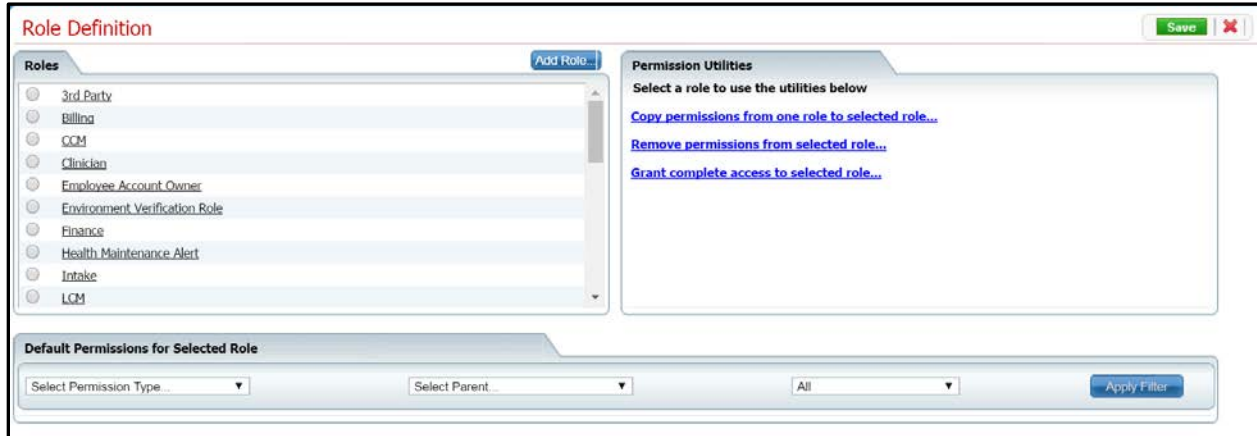 Role Definition
Save
Roles
Add Role...
3rd Party
Billing
CCM
Clinician
Employee Account Owner
Environment Verification Role
Finance
Health Maintenance Alert
Intake
LCM
Permission Utilities
Select a role to use the utilities below
Copy permissions from one role to selected role...
Remove permissions from selected role...
Grant complete access to selected role...
Default Permissions for Selected Role
Select Permission Type...
Select Parent...
All
Apply Filter